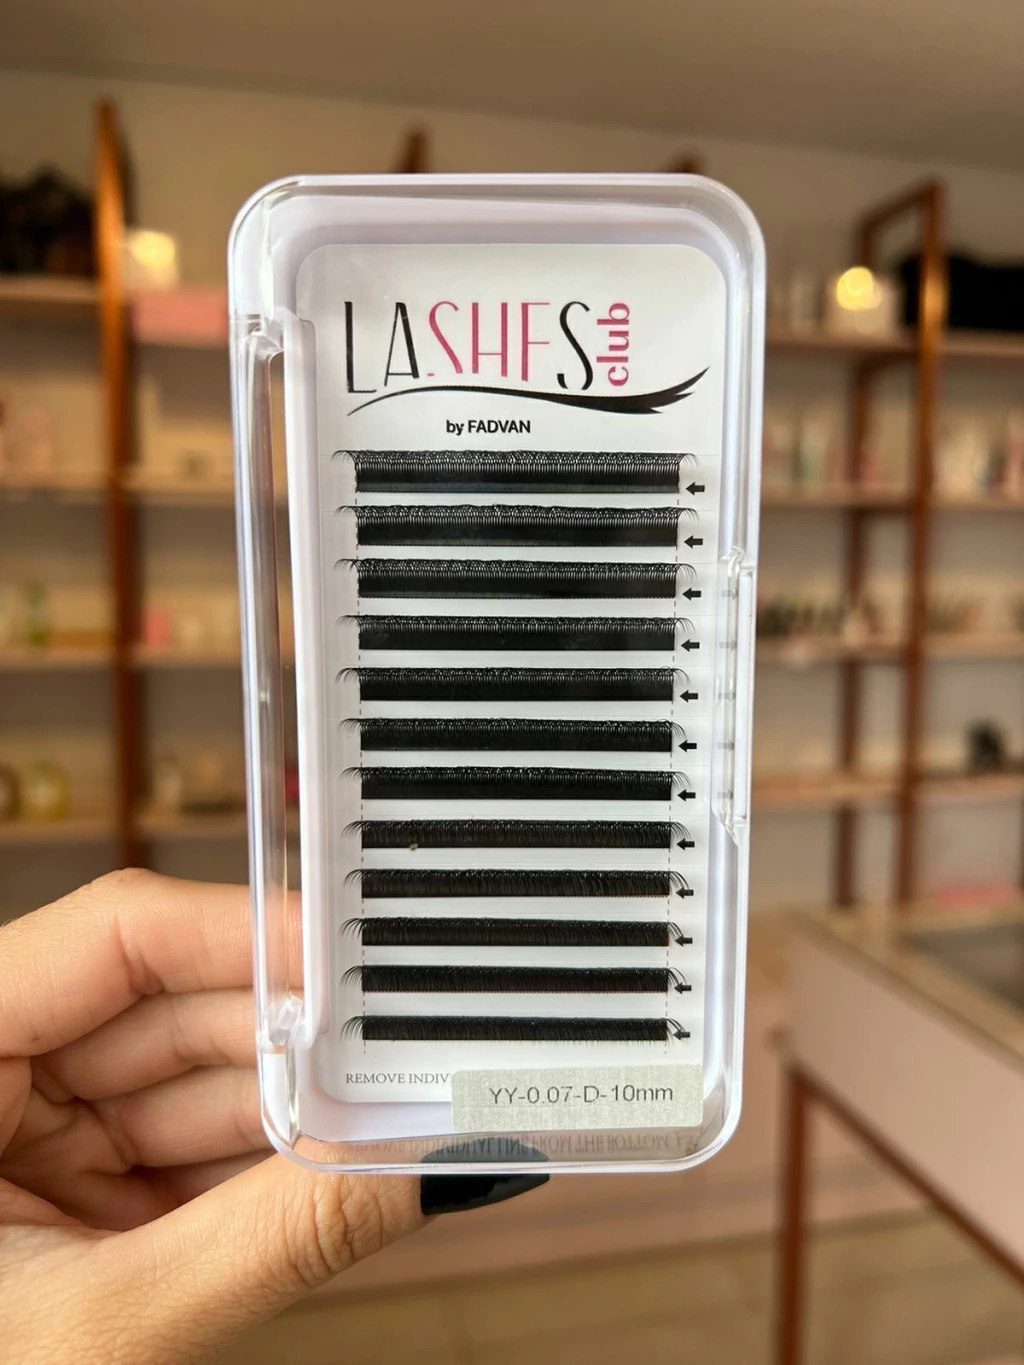 LASHES club
by FADVAN
REMOVE INDIV
YY-0.07-D-10mm